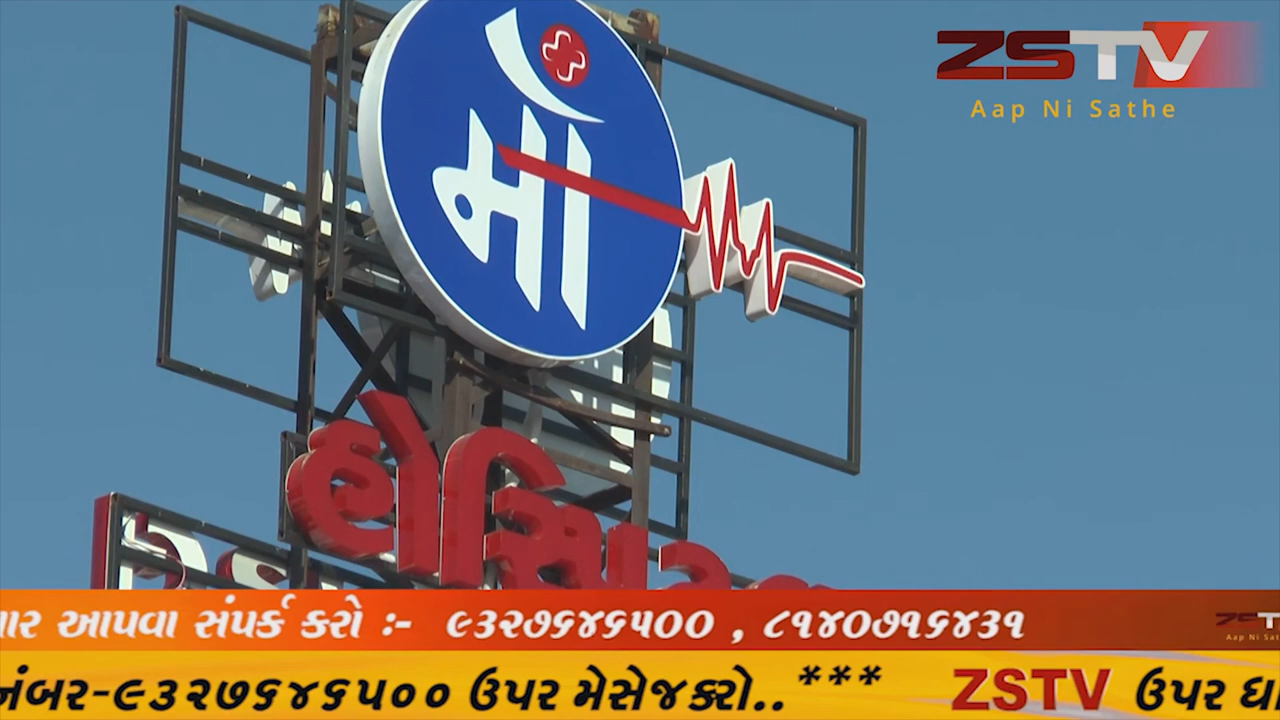 ZSTV
Aap Ni Sathe
માઁ
હોસ્પિટલ
માર આપવા સંપર્ક કરો :- ૯૩૨૭૬૪૬૫૦૦ , ૮૧૪૦૭૧૬૪૩૧
નંબર-૯૩૨૭૬૪૬૫૦૦ ઉપર મેસેજ કરો.. *** ZSTV ઉપર